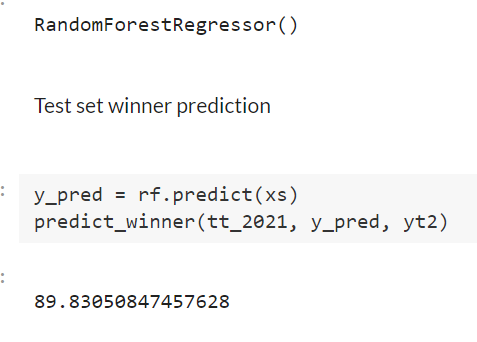 RandomForestRegressor()
Test set winner prediction
y_pred = rf.predict(xs)
predict_winner(tt_2021, y_pred, yt2)
89.83050847457628